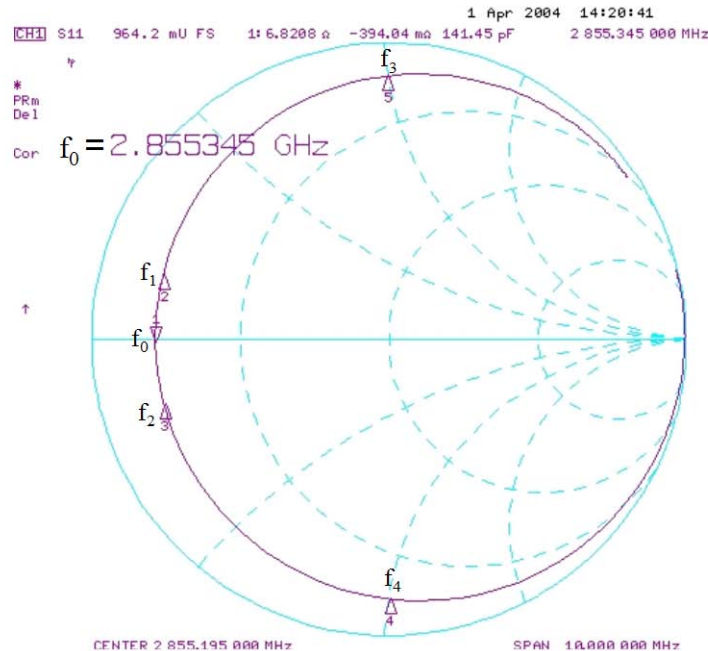 1 Apr 2004 14:20:41
CH1 S11 964.2 mU FS 1: 6.8208 Ω -394.04 mΩ 141.45 pF 2 855.345 000 MHz
*
PRm
Del
Cor
f3
5
f0 = 2.855345 GHz
f1
2
1
f0
f2
3
f4
4
CENTER 2 855.195 000 MHz SPAN 10.000 000 MHz